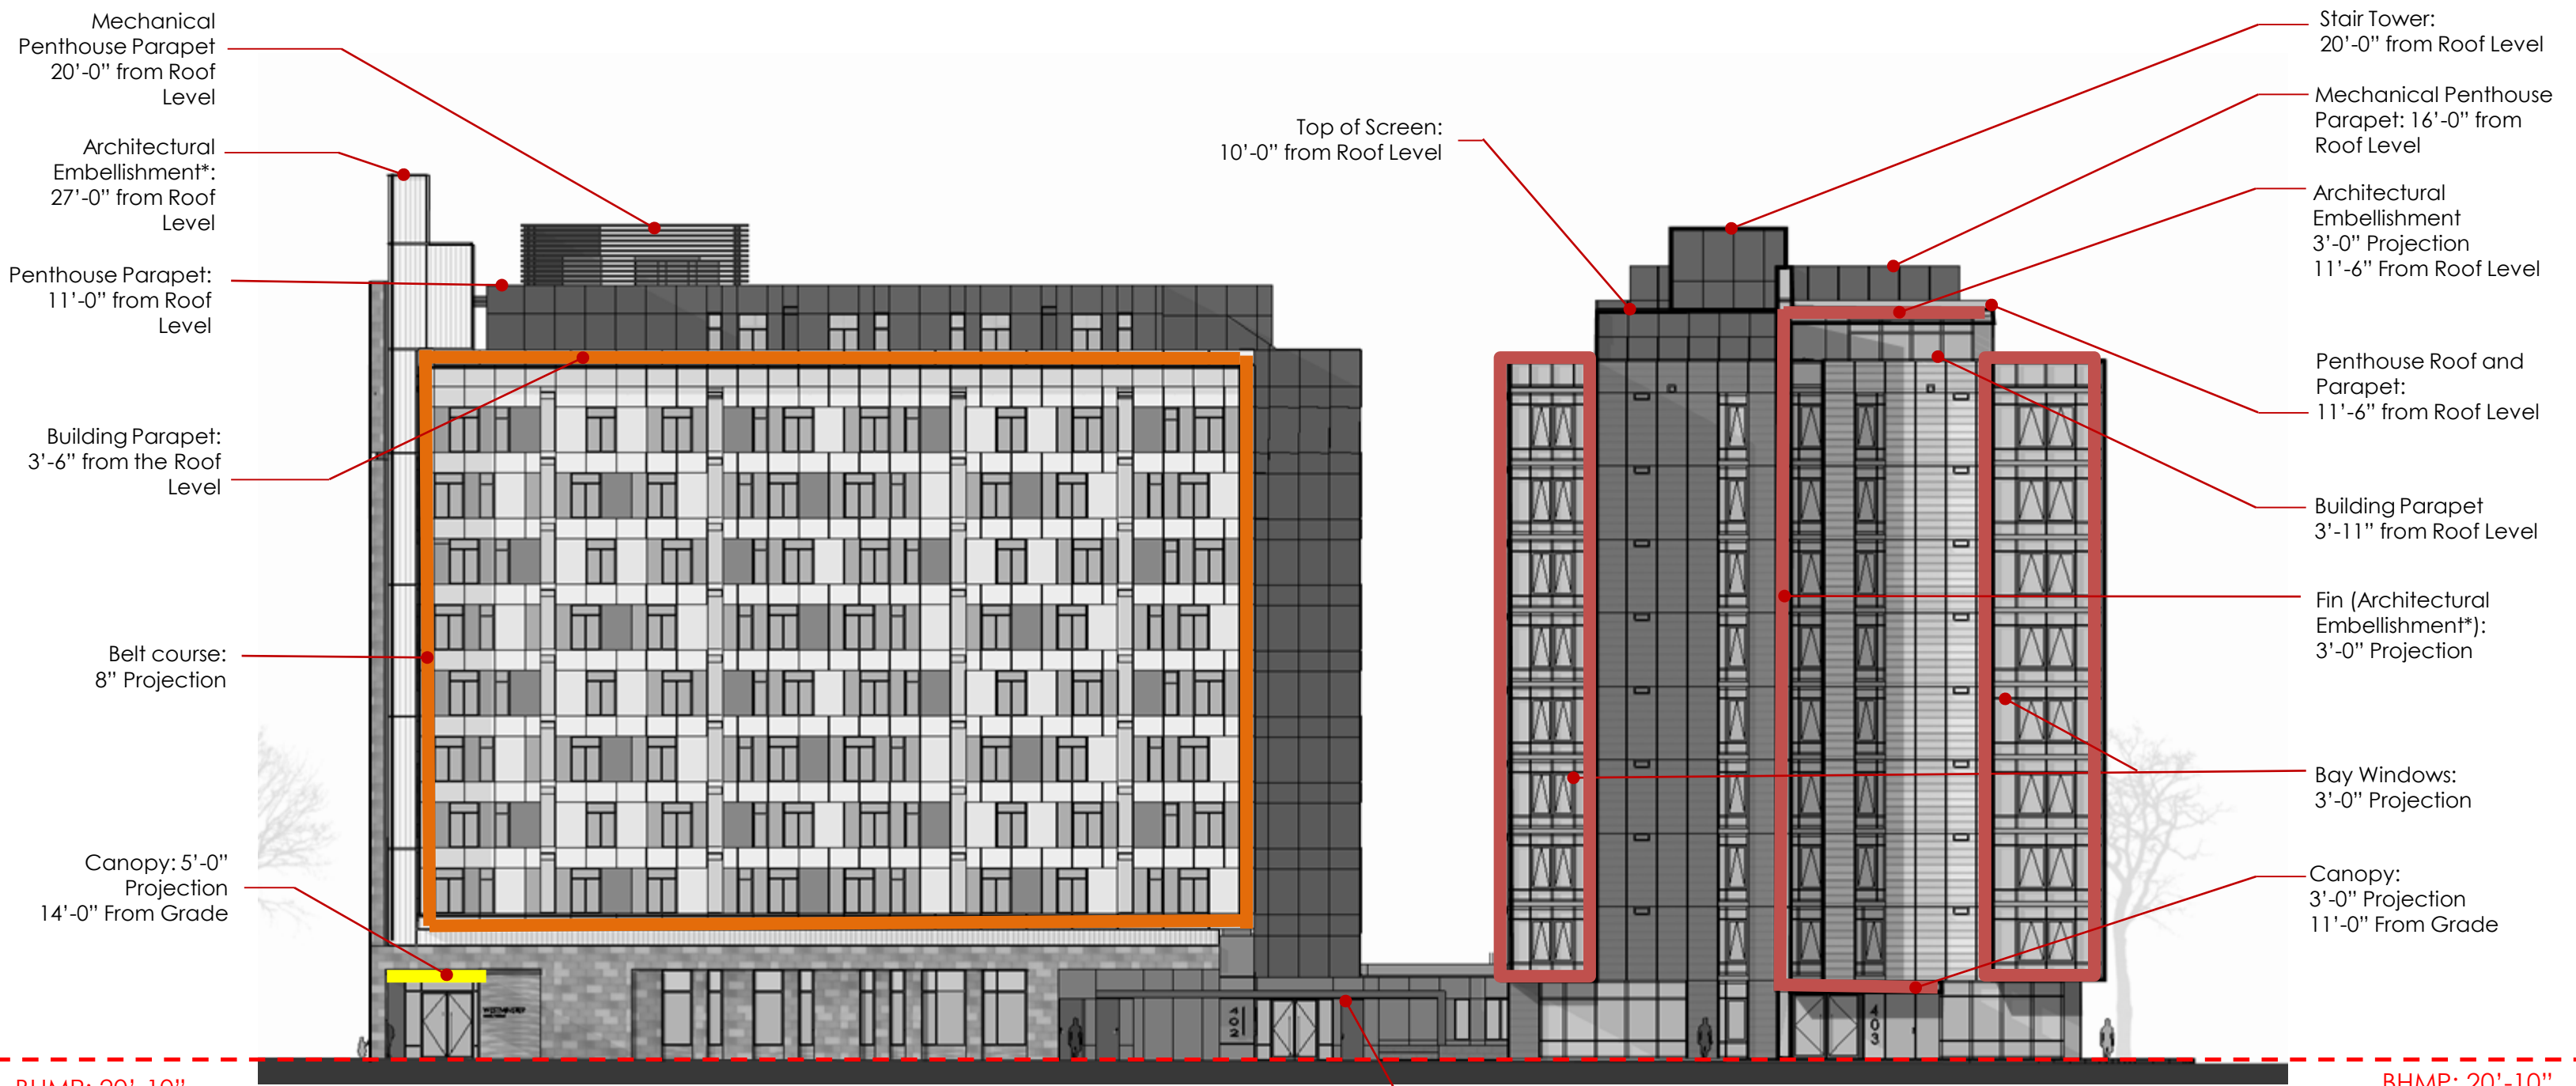 Mechanical
Penthouse Parapet
20’-0” from Roof
Level
Architectural
Embellishment*:
27’-0” from Roof
Level
Penthouse Parapet:
11’-0” from Roof
Level
Building Parapet:
3’-6” from the Roof
Level
Belt course:
8” Projection
Canopy: 5’-0”
Projection
14’-0” From Grade
Top of Screen:
10’-0” from Roof Level
Stair Tower:
20’-0” from Roof Level
Mechanical Penthouse
Parapet: 16’-0” from
Roof Level
Architectural
Embellishment
3’-0” Projection
11’-6” From Roof Level
Penthouse Roof and
Parapet:
11’-6” from Roof Level
Building Parapet
3’-11” from Roof Level
Fin (Architectural
Embellishment*):
3’-0” Projection
Bay Windows:
3’-0” Projection
Canopy:
3’-0” Projection
11’-0” From Grade
402
403
BHMP: 20’-10”
BHMP: 20’-10”